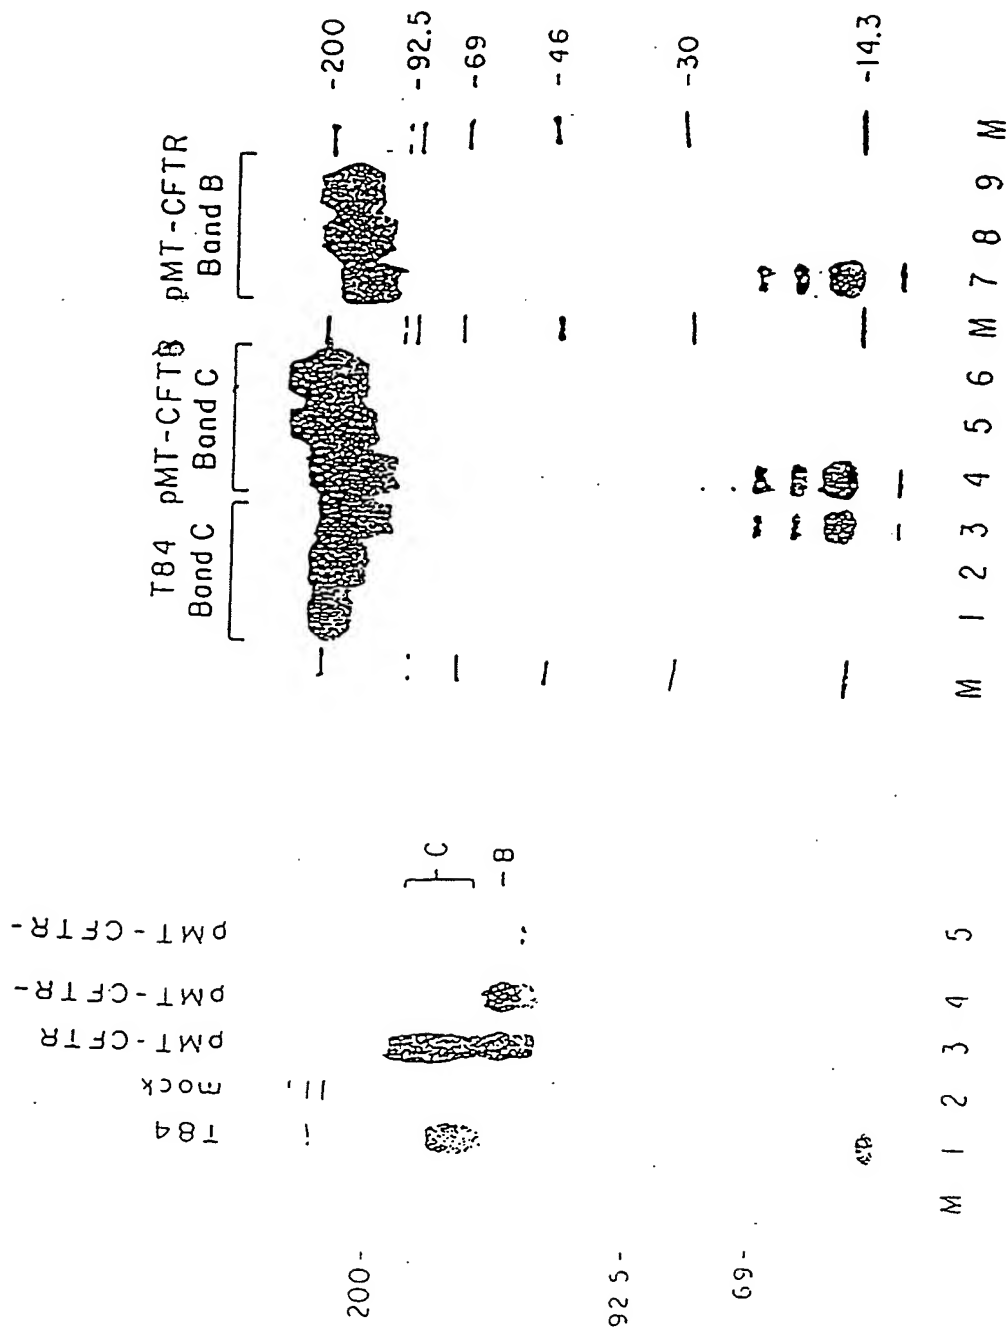 T84
mock
pMT-CFTR
pMT-CFTR-
pMT-CFTR-
200-
92 5-
69-
C
-B
M 1 2 3 4 5
T84
Band C
pMT-CFTR
Band C
pMT-CFTR
Band B
-200
-92.5
-69
-46
-30
-14.3
M 1 2 3 4 5 6 M 7 8 9 M